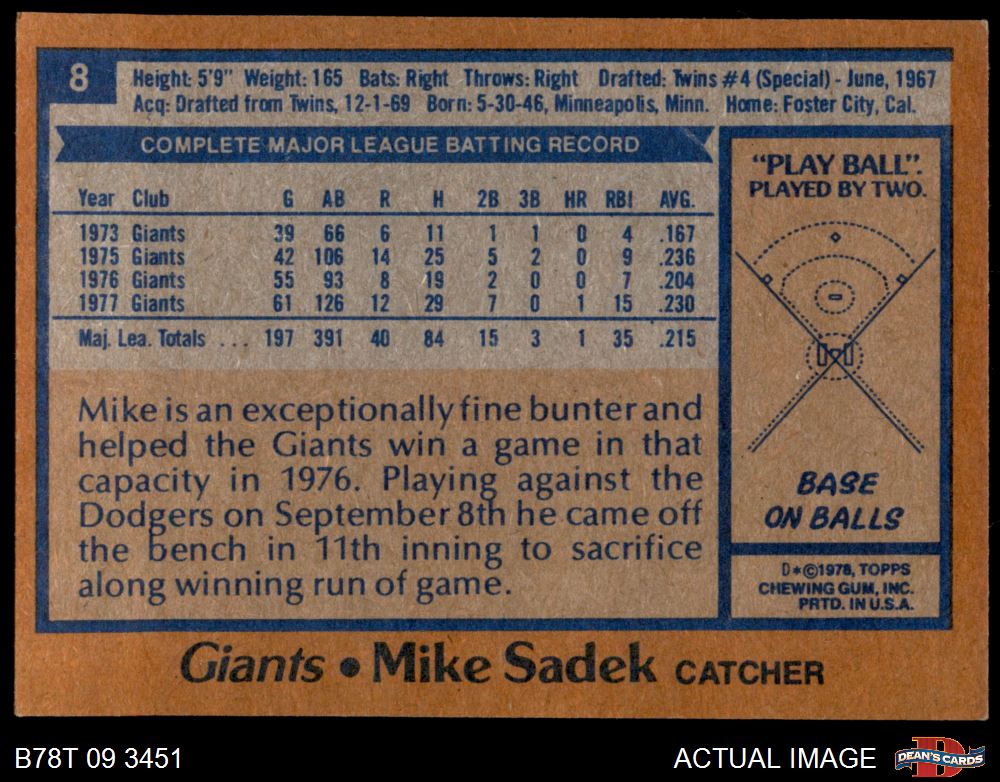 8
Height: 5'9" Weight: 165 Bats: Right Throws: Right Drafted: Twins #4 (Special) - June, 1967
Acq: Drafted from Twins, 12-1-69 Born: 5-30-46, Minneapolis, Minn. Home: Foster City, Cal.
COMPLETE MAJOR LEAGUE BATTING RECORD
Year Club G AB R H 2B 3B HR RBI AVG.
1973 Giants 39 66 6 11 1 1 0 4 .167
1975 Giants 42 106 14 25 5 2 0 9 .236
1976 Giants 55 93 8 19 2 0 0 7 .204
1977 Giants 61 126 12 29 7 0 1 15 .230
Maj. Lea. Totals ... 197 391 40 84 15 3 1 35 .215
Mike is an exceptionally fine bunter and
helped the Giants win a game in that
capacity in 1976. Playing against the
Dodgers on September 8th he came off
the bench in 11th inning to sacrifice
along winning run of game.
"PLAY BALL".
PLAYED BY TWO.
BASE
ON BALLS
D*©1978, TOPPS
CHEWING GUM, INC.
PRTD. IN U.S.A.
Giants • Mike Sadek CATCHER
B78T 09 3451
ACTUAL IMAGE
D
DEAN'S CARDS